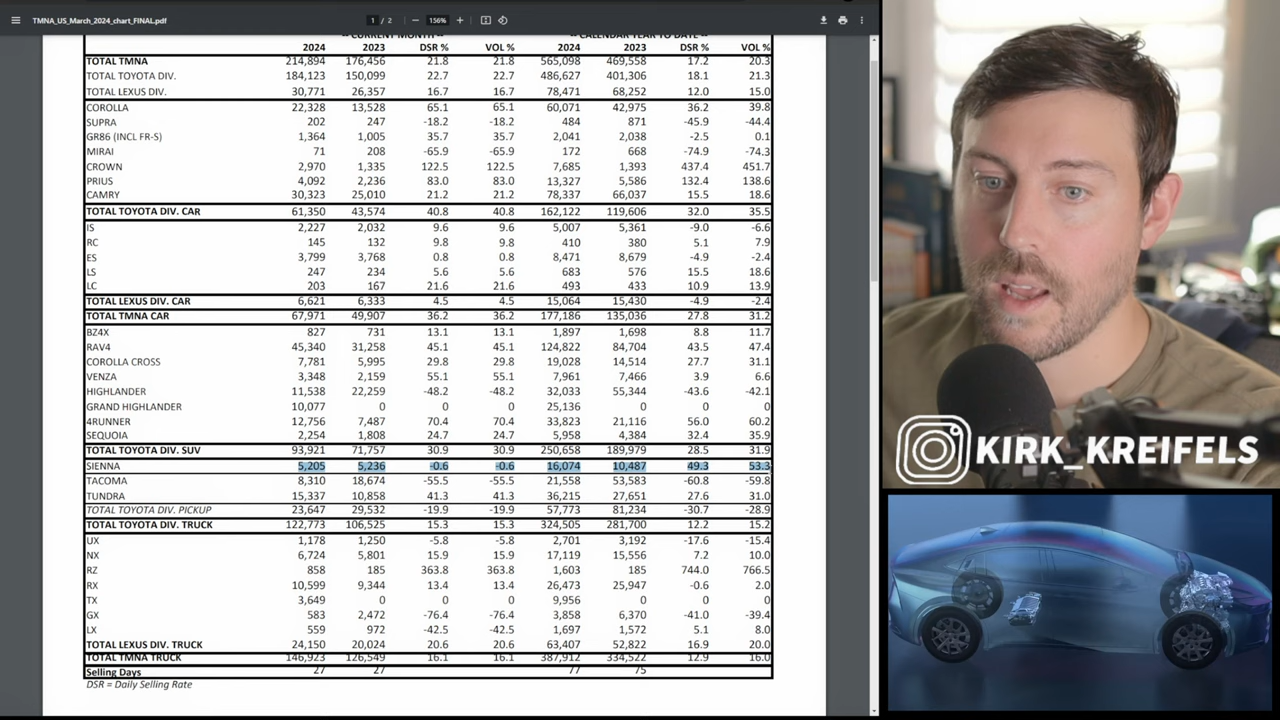 TMNA_US_March_2024_chart_FINAL.pdf 1 / 2 156%
-- CURRENT MONTH -- -- CALENDAR YEAR TO DATE --
2024 2023 DSR % VOL % 2024 2023 DSR % VOL %
TOTAL TMNA 214,894 176,456 21.8 21.8 565,098 469,558 17.2 20.3
TOTAL TOYOTA DIV. 184,123 150,099 22.7 22.7 486,627 401,306 18.1 21.3
TOTAL LEXUS DIV. 30,771 26,357 16.7 16.7 78,471 68,252 12.0 15.0
COROLLA 22,328 13,528 65.1 65.1 60,071 42,975 36.2 39.8
SUPRA 202 247 -18.2 -18.2 484 871 -45.9 -44.4
GR86 (INCL FR-S) 1,364 1,005 35.7 35.7 2,041 2,038 -2.5 0.1
MIRAI 71 208 -65.9 -65.9 172 668 -74.9 -74.3
CROWN 2,970 1,335 122.5 122.5 7,685 1,393 437.4 451.7
PRIUS 4,092 2,236 83.0 83.0 13,327 5,586 132.4 138.6
CAMRY 30,323 25,010 21.2 21.2 78,337 66,037 15.5 18.6
TOTAL TOYOTA DIV. CAR 61,350 43,574 40.8 40.8 162,122 119,606 32.0 35.5
IS 2,227 2,032 9.6 9.6 5,007 5,361 -9.0 -6.6
RC 145 132 9.8 9.8 410 380 5.1 7.9
ES 3,799 3,768 0.8 0.8 8,471 8,679 -4.9 -2.4
LS 247 234 5.6 5.6 683 576 15.5 18.6
LC 203 167 21.6 21.6 493 433 10.9 13.9
TOTAL LEXUS DIV. CAR 6,621 6,333 4.5 4.5 15,064 15,430 -4.9 -2.4
TOTAL TMNA CAR 67,971 49,907 36.2 36.2 177,186 135,036 27.8 31.2
BZ4X 827 731 13.1 13.1 1,897 1,698 8.8 11.7
RAV4 45,340 31,258 45.1 45.1 124,822 84,704 43.5 47.4
COROLLA CROSS 7,781 5,995 29.8 29.8 19,028 14,514 27.7 31.1
VENZA 3,348 2,159 55.1 55.1 7,961 7,466 3.9 6.6
HIGHLANDER 11,538 22,259 -48.2 -48.2 32,033 55,344 -43.6 -42.1
GRAND HIGHLANDER 10,077 0 0 0 25,136 0 0 0
4RUNNER 12,756 7,487 70.4 70.4 33,823 21,116 56.0 60.2
SEQUOIA 2,254 1,808 24.7 24.7 5,958 4,384 32.4 35.9
TOTAL TOYOTA DIV. SUV 93,921 71,757 30.9 30.9 250,658 189,979 28.5 31.9
SIENNA 5,205 5,236 -0.6 -0.6 16,074 10,487 49.3 53.3
TACOMA 8,310 18,674 -55.5 -55.5 21,558 53,583 -60.8 -59.8
TUNDRA 15,337 10,858 41.3 41.3 36,215 27,651 27.6 31.0
TOTAL TOYOTA DIV. PICKUP 23,647 29,532 -19.9 -19.9 57,773 81,234 -30.7 -28.9
TOTAL TOYOTA DIV. TRUCK 122,773 106,525 15.3 15.3 324,505 281,700 12.2 15.2
UX 1,178 1,250 -5.8 -5.8 2,701 3,192 -17.6 -15.4
NX 6,724 5,801 15.9 15.9 17,119 15,556 7.2 10.0
RZ 858 185 363.8 363.8 1,603 185 744.0 766.5
RX 10,599 9,344 13.4 13.4 26,473 25,947 -0.6 2.0
TX 3,649 0 0 0 9,956 0 0 0
GX 583 2,472 -76.4 -76.4 3,858 6,370 -41.0 -39.4
LX 559 972 -42.5 -42.5 1,697 1,572 5.1 8.0
TOTAL LEXUS DIV. TRUCK 24,150 20,024 20.6 20.6 63,407 52,822 16.9 20.0
TOTAL TMNA TRUCK 146,923 126,549 16.1 16.1 387,912 334,522 12.9 16.0
Selling Days 27 27 77 75
DSR = Daily Selling Rate
KIRK_KREIFELS